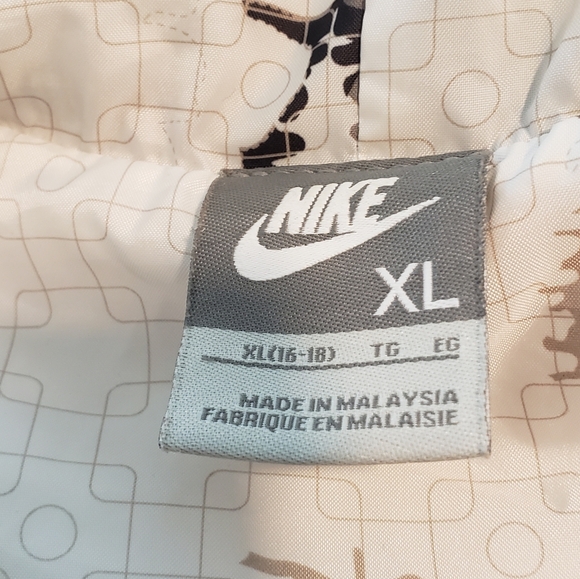 NIKE
XL
XL(16-18) TG EG
MADE IN MALAYSIA
FABRIQUE EN MALAISIE